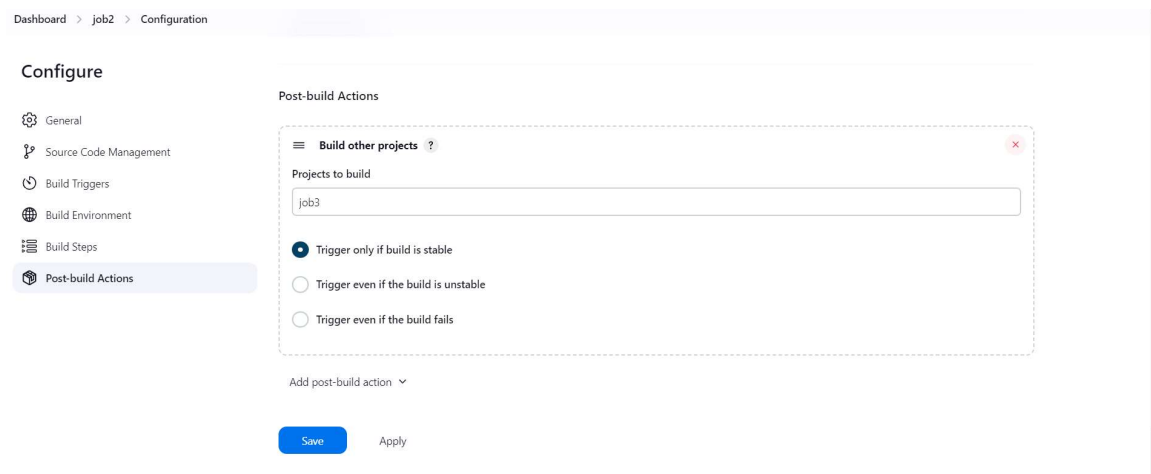 Dashboard > job2 > Configuration
Configure
General
Source Code Management
Build Triggers
Build Environment
Build Steps
Post-build Actions
Post-build Actions
Build other projects ?
Projects to build
job3
Trigger only if build is stable
Trigger even if the build is unstable
Trigger even if the build fails
Add post-build action
Save Apply